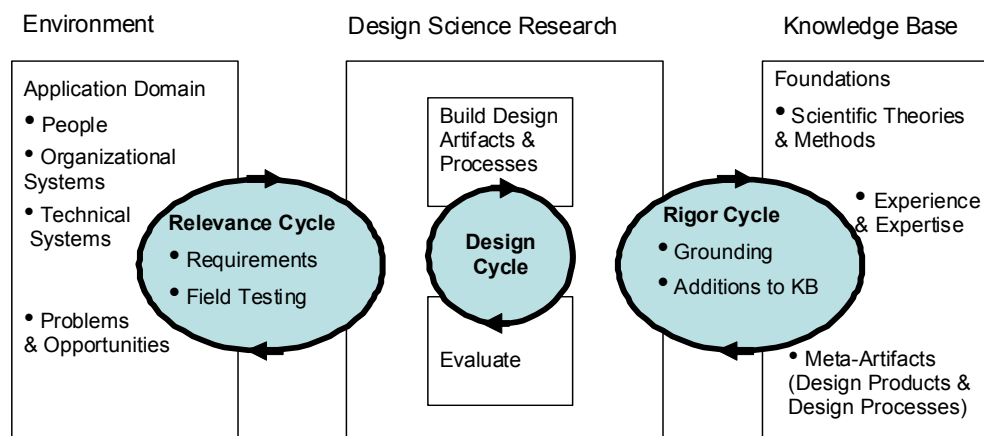 Environment
Design Science Research
Knowledge Base
Application Domain
• People
• Organizational
Systems
• Technical
Systems
• Problems
& Opportunities
Relevance Cycle
• Requirements
• Field Testing
Build Design
Artifacts &
Processes
Design
Cycle
Evaluate
Rigor Cycle
• Grounding
• Additions to KB
Foundations
• Scientific Theories
& Methods
• Experience
& Expertise
• Meta-Artifacts
(Design Products &
Design Processes)